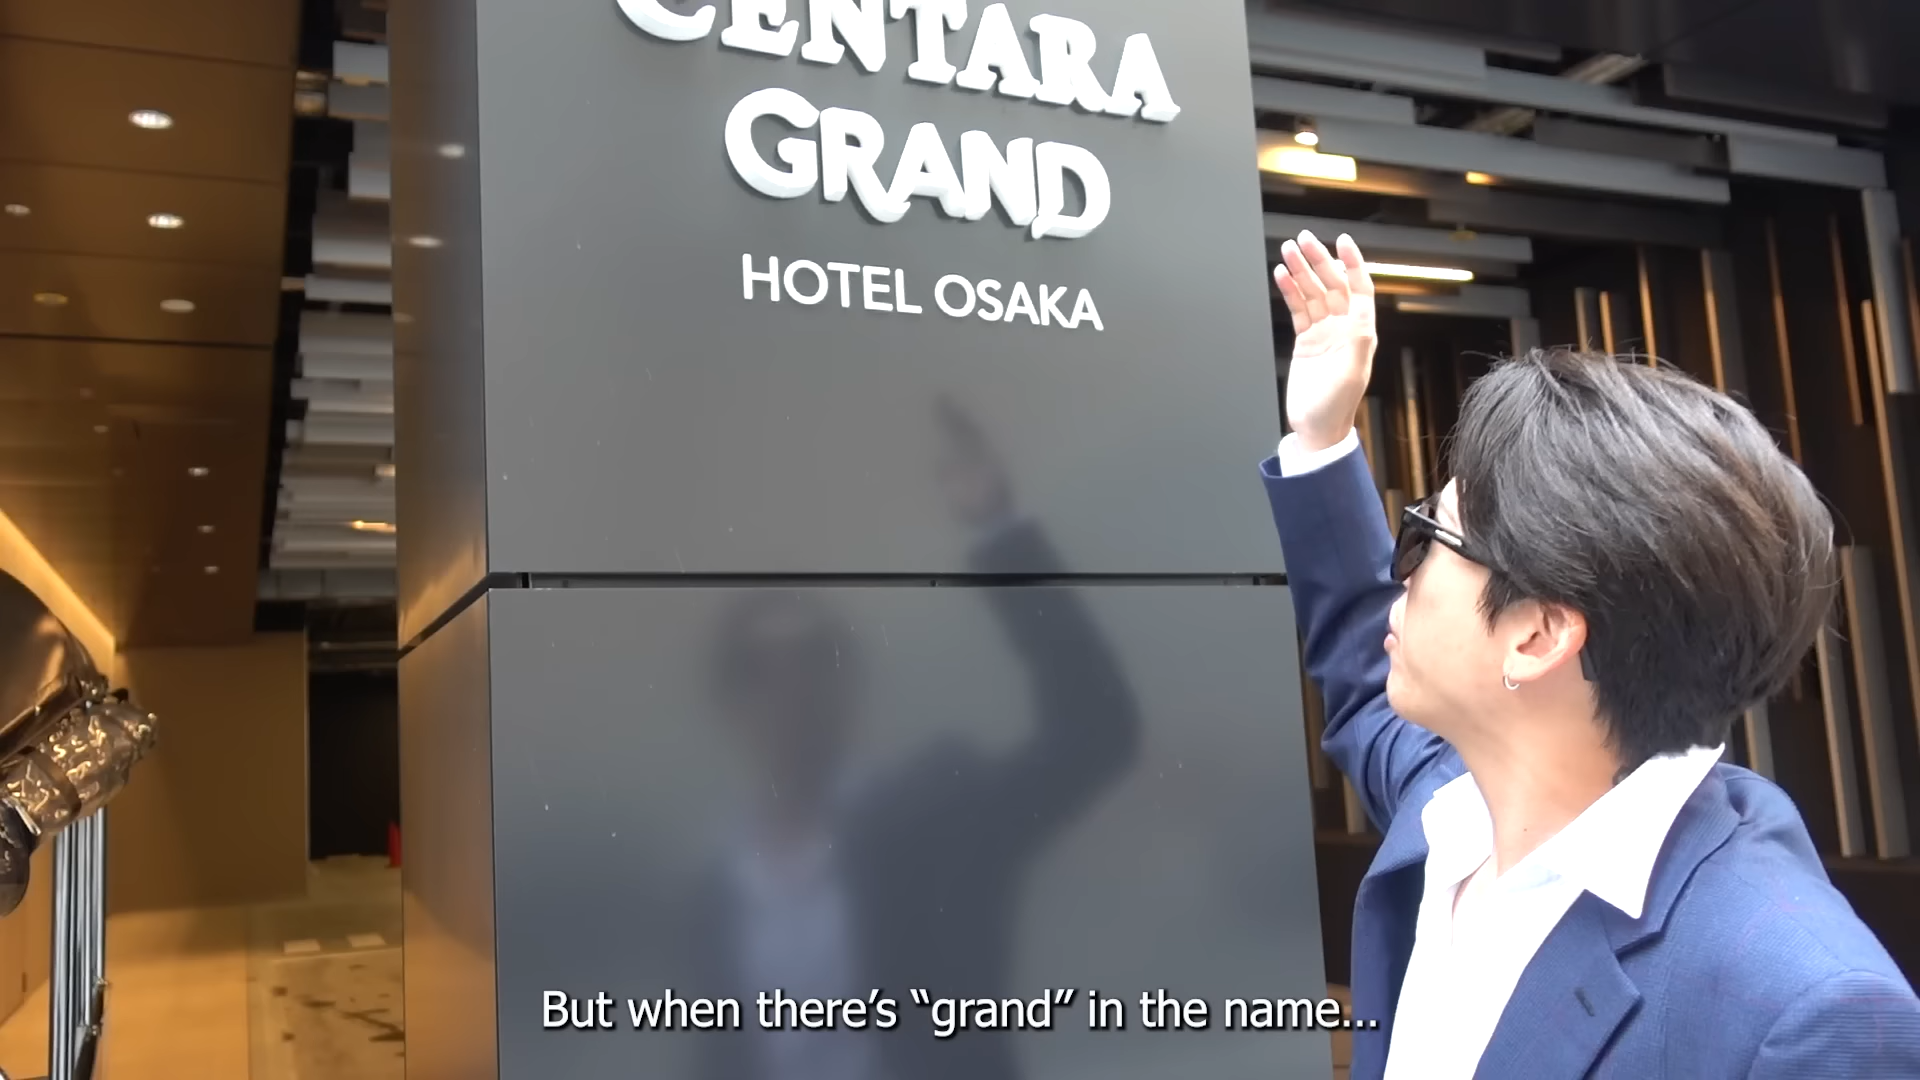 CENTARA
GRAND
HOTEL OSAKA
But when there’s “grand” in the name...